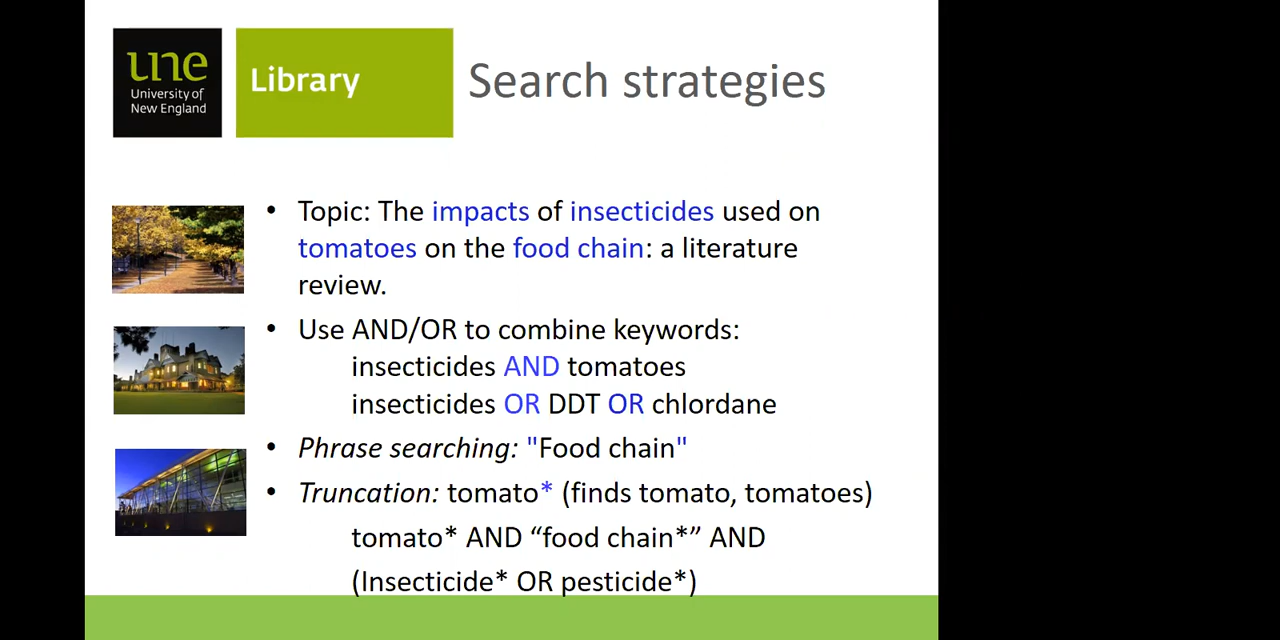 une
University of
New England
Library
Search strategies
• Topic: The impacts of insecticides used on
tomatoes on the food chain: a literature
review.
• Use AND/OR to combine keywords:
insecticides AND tomatoes
insecticides OR DDT OR chlordane
• Phrase searching: "Food chain"
• Truncation: tomato* (finds tomato, tomatoes)
tomato* AND “food chain*” AND
(Insecticide* OR pesticide*)